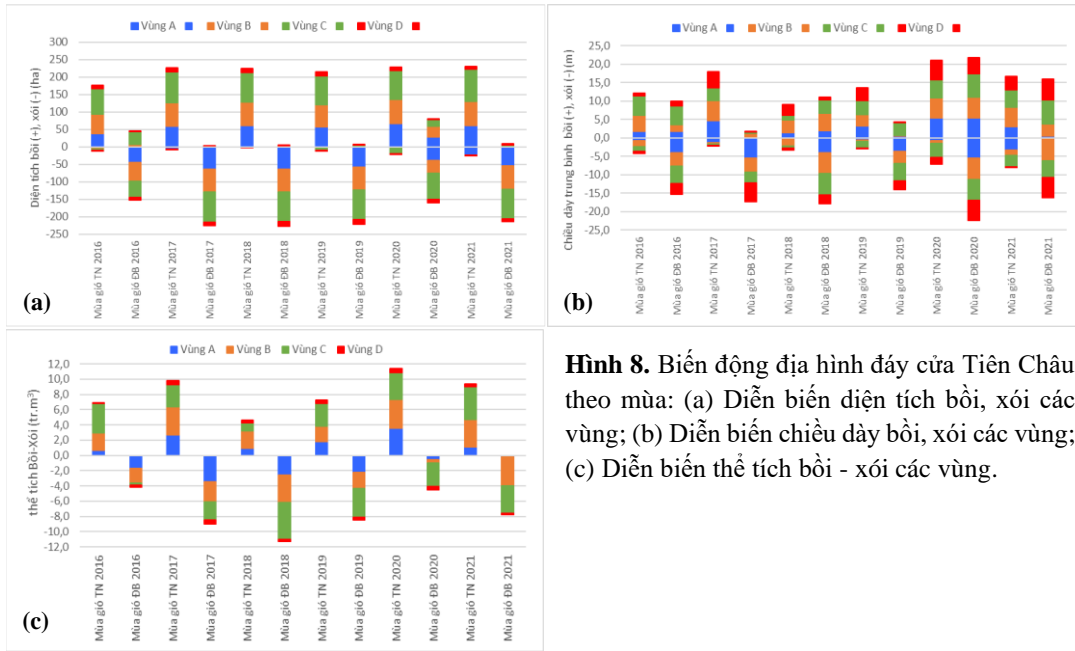 Vùng A Vùng B Vùng C Vùng D
Diện tích bồi (+), xói (-) (ha)
300
250
200
150
100
50
0
-50
-100
-150
-200
-250
Mùa gió TN 2016
Mùa gió ĐB 2016
Mùa gió TN 2017
Mùa gió ĐB 2017
Mùa gió TN 2018
Mùa gió ĐB 2018
Mùa gió TN 2019
Mùa gió ĐB 2019
Mùa gió TN 2020
Mùa gió ĐB 2020
Mùa gió TN 2021
Mùa gió ĐB 2021
(a)
Vùng A Vùng B Vùng C Vùng D
Chiều dày trung bình bồi (+), xói (-) (m)
25,0
20,0
15,0
10,0
5,0
0,0
-5,0
-10,0
-15,0
-20,0
-25,0
Mùa gió TN 2016
Mùa gió ĐB 2016
Mùa gió TN 2017
Mùa gió ĐB 2017
Mùa gió TN 2018
Mùa gió ĐB 2018
Mùa gió TN 2019
Mùa gió ĐB 2019
Mùa gió TN 2020
Mùa gió ĐB 2020
Mùa gió TN 2021
Mùa gió ĐB 2021
(b)
Vùng A Vùng B Vùng C Vùng D
thể tích Bồi-Xói (tr.m³)
12,0
10,0
8,0
6,0
4,0
2,0
0,0
-2,0
-4,0
-6,0
-8,0
-10,0
-12,0
Mùa gió TN 2016
Mùa gió ĐB 2016
Mùa gió TN 2017
Mùa gió ĐB 2017
Mùa gió TN 2018
Mùa gió ĐB 2018
Mùa gió TN 2019
Mùa gió ĐB 2019
Mùa gió TN 2020
Mùa gió ĐB 2020
Mùa gió TN 2021
Mùa gió ĐB 2021
(c)
Hình 8. Biến động địa hình đáy cửa Tiên Châu
theo mùa: (a) Diễn biến diện tích bồi, xói các
vùng; (b) Diễn biến chiều dày bồi, xói các vùng;
(c) Diễn biến thể tích bồi - xói các vùng.